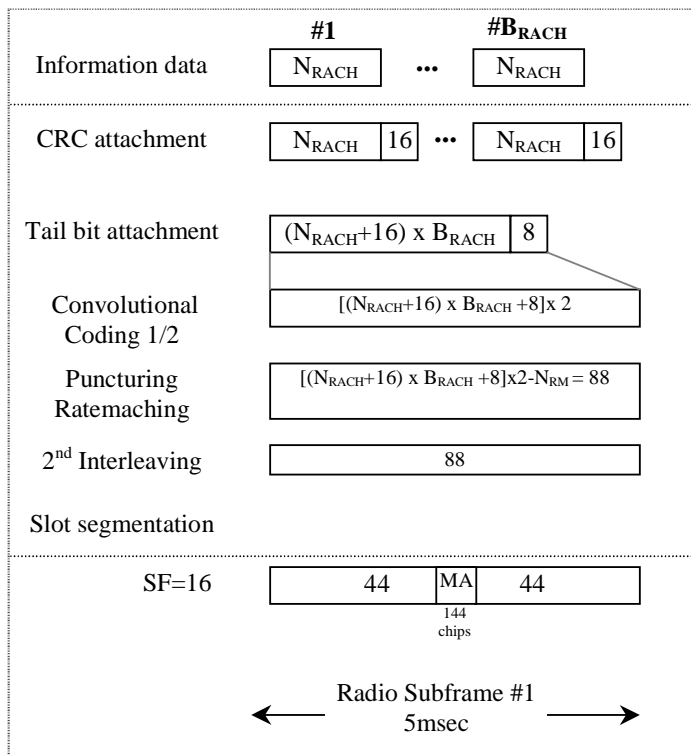 #1 #B_RACH
Information data N_RACH ... N_RACH
CRC attachment N_RACH 16 ... N_RACH 16
Tail bit attachment (N_RACH+16) x B_RACH 8
Convolutional
Coding 1/2
[(N_RACH+16) x B_RACH +8]x 2
Puncturing
Ratemaching
[(N_RACH+16) x B_RACH +8]x2-N_RM = 88
2nd Interleaving 88
Slot segmentation
SF=16 44 MA 44
144
chips
Radio Subframe #1
5msec